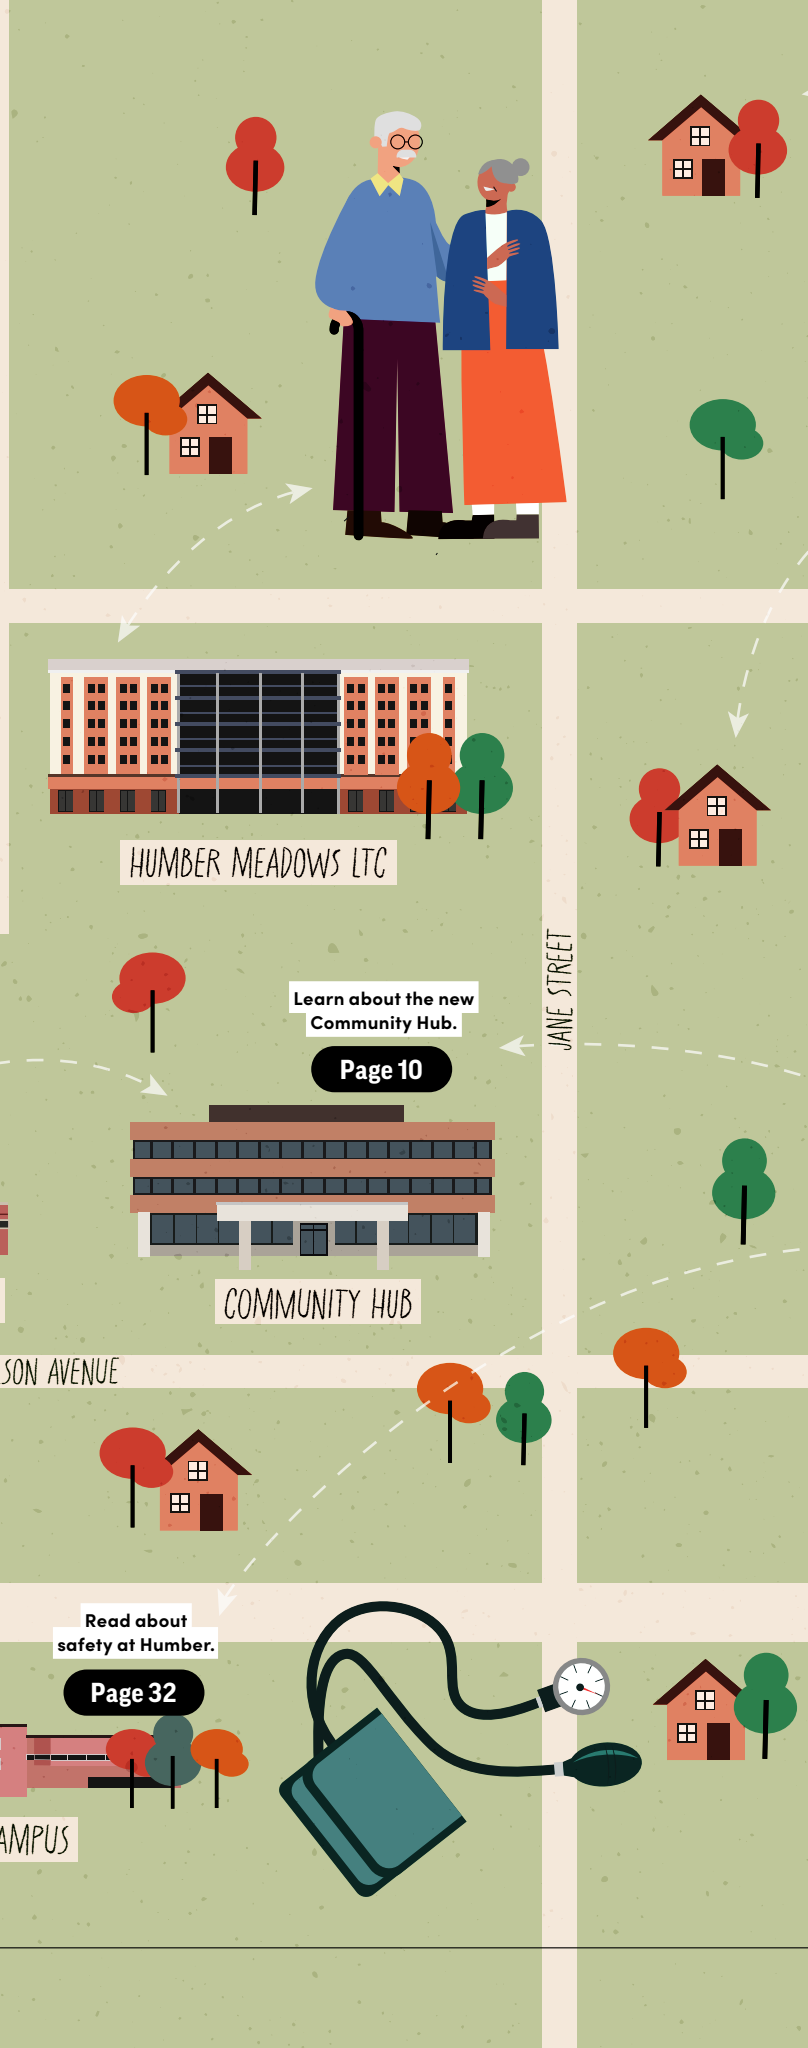 HUMBER MEADOWS LTC
JANE STREET
Learn about the new
Community Hub.
Page 10
COMMUNITY HUB
SON AVENUE
Read about
safety at Humber.
Page 32
AMPUS